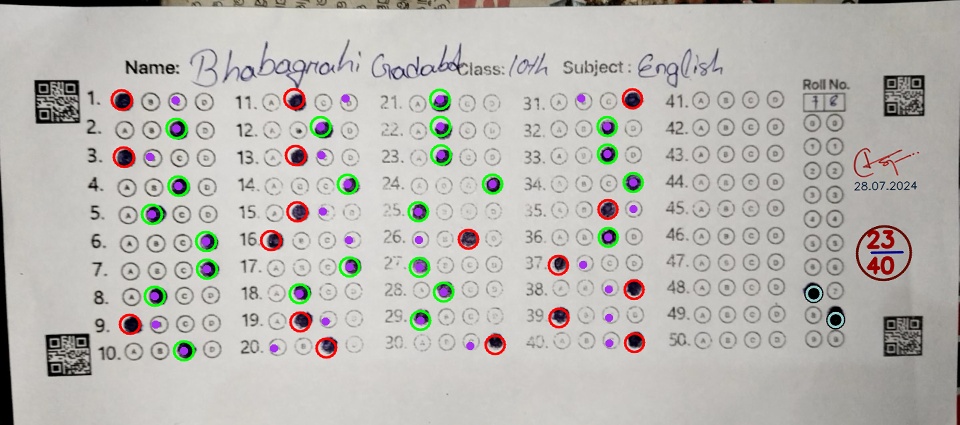 Name: Bhabagrahi Gadaba Class: 10th Subject: English
Roll No.
7 8
1. B D 11. A C 21. A C D 31. A C 41. A B C D
2. A B D 12. A B D 22. A C D 32. A B D 42. A B C D
3. C D 13. A D 23. A C D 33. A B D 43. A B C D
4. A B D 14. A B C 24. A B C 34. A B C 44. A B C D
5. A C D 15. A D 25. B C D 35. A B 45. A B C D
6. A B C 16. B C 26. B D 36. A B D 46. A B C D
7. A B C 17. A B C 27. B C D 37. C D 47. A B C D
8. A C D 18. A C D 28. A C D 38. A B 48. A B C D
9. C D 19. A D 29. B C D 39. B D 49. A B C D
10. A B D 20. B D 30. A B 40. A B 50. A B C D
0 0
1 1
2 2
3 3
4 4
5 5
6 6
7
8
9 9
28.07.2024
23
40